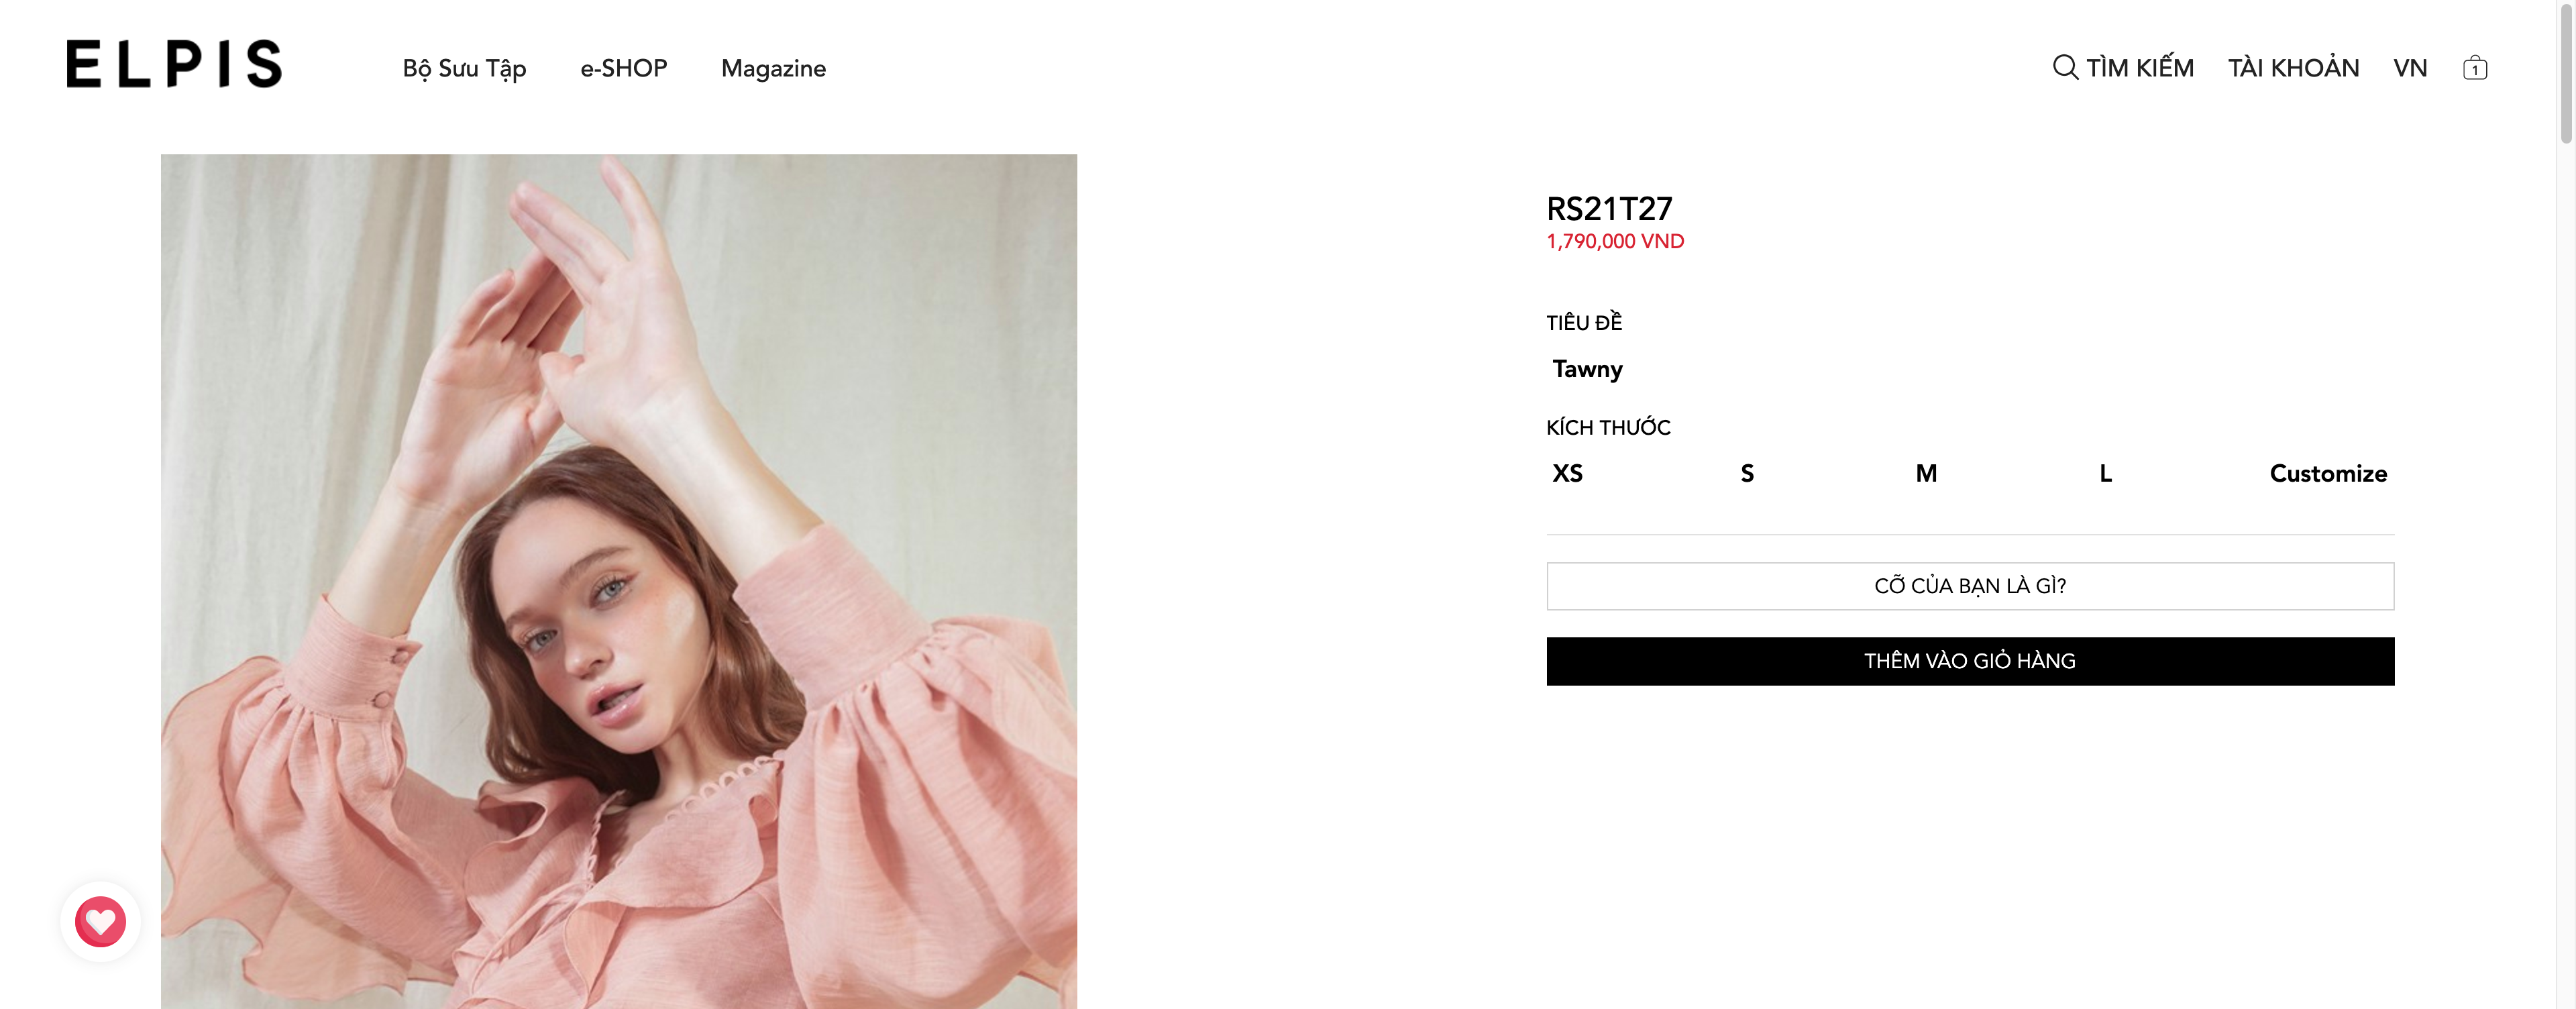 ELPIS
Bộ Sưu Tập
e-SHOP
Magazine
TÌM KIẾM
TÀI KHOẢN
VN
1
RS21T27
1,790,000 VND
TIÊU ĐỀ
Tawny
KÍCH THƯỚC
XS S M L Customize
CỠ CỦA BẠN LÀ GÌ?
THÊM VÀO GIỎ HÀNG